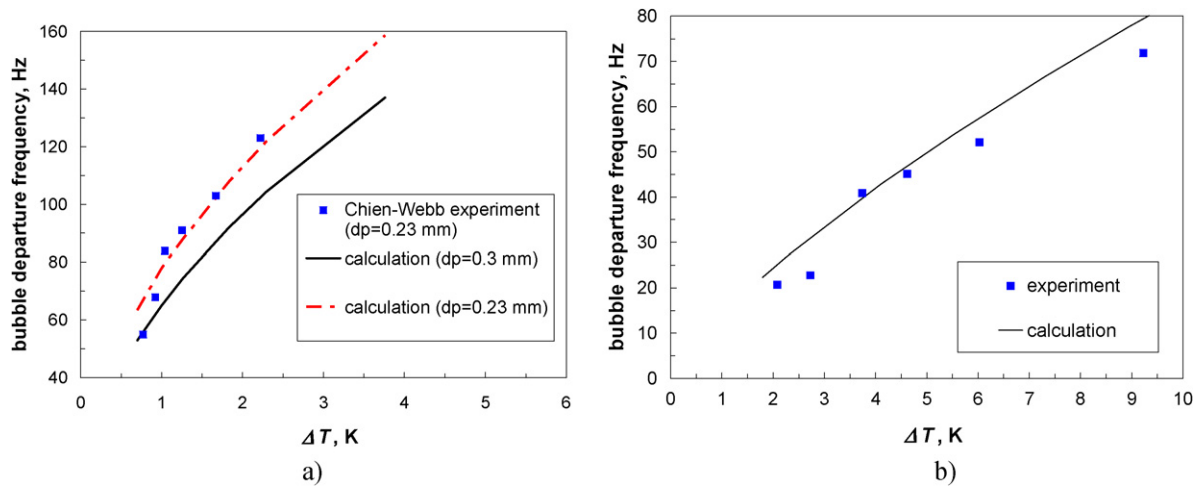 160
140
120
100
80
60
40
bubble departure frequency, Hz
0 1 2 3 4 5 6
ΔT, K
Chien-Webb experiment
(dp=0.23 mm)
calculation (dp=0.3 mm)
calculation (dp=0.23 mm)
a)
80
70
60
50
40
30
20
10
0
bubble departure frequency, Hz
0 1 2 3 4 5 6 7 8 9 10
ΔT, K
experiment
calculation
b)